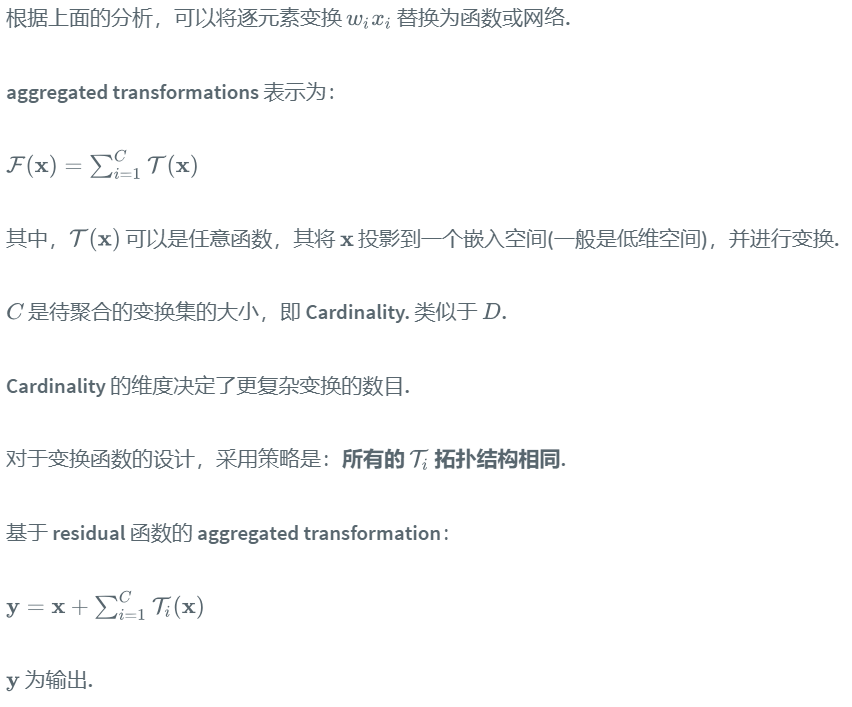 根据上面的分析，可以将逐元素变换 $w_i x_i$ 替换为函数或网络.
aggregated transformations 表示为：
$\mathcal{F}(\mathbf{x}) = \sum_{i=1}^{C} \mathcal{T}(\mathbf{x})$
其中，$\mathcal{T}(\mathbf{x})$ 可以是任意函数，其将 $\mathbf{x}$ 投影到一个嵌入空间(一般是低维空间)，并进行变换.
$C$ 是待聚合的变换集的大小，即 Cardinality. 类似于 $D$.
Cardinality 的维度决定了更复杂变换的数目.
对于变换函数的设计，采用策略是：所有的 $\mathcal{T}_i$ 拓扑结构相同.
基于 residual 函数的 aggregated transformation：
$\mathbf{y} = \mathbf{x} + \sum_{i=1}^{C} \mathcal{T}_i(\mathbf{x})$
$\mathbf{y}$ 为输出.